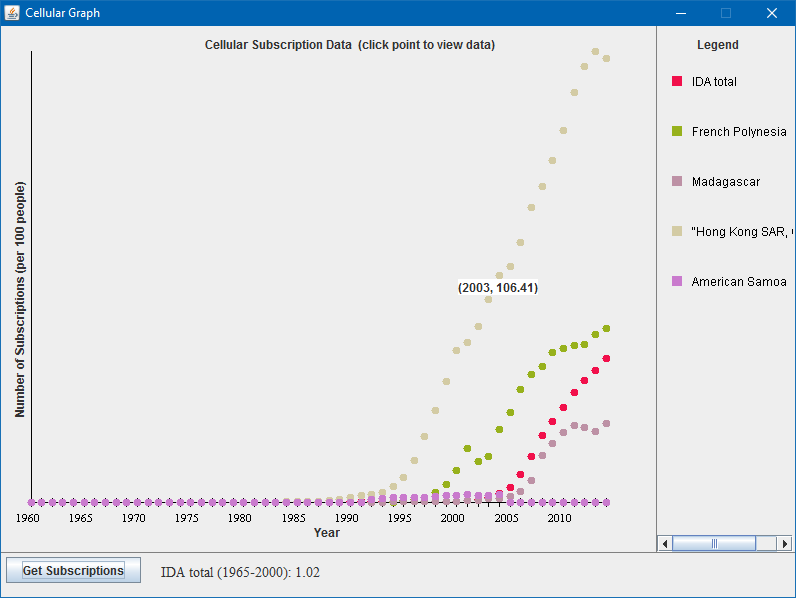 Cellular Graph
Cellular Subscription Data (click point to view data)
Number of Subscriptions (per 100 people)
(2003, 106.41)
1960 1965 1970 1975 1980 1985 1990 1995 2000 2005 2010
Year
Legend
IDA total
French Polynesia
Madagascar
"Hong Kong SAR,
American Samoa
Get Subscriptions
IDA total (1965-2000): 1.02